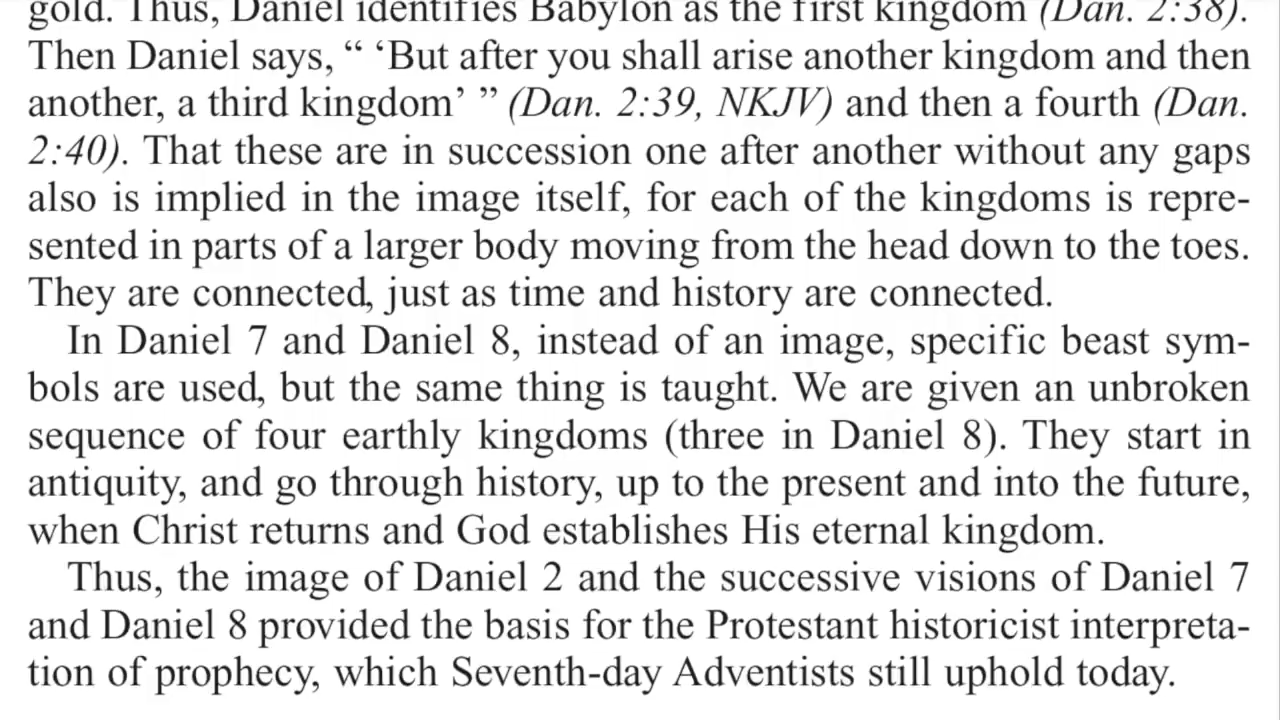 gold. Thus, Daniel identifies Babylon as the first kingdom (Dan. 2:38).
Then Daniel says, “ ‘But after you shall arise another kingdom and then
another, a third kingdom’ ” (Dan. 2:39, NKJV) and then a fourth (Dan.
2:40). That these are in succession one after another without any gaps
also is implied in the image itself, for each of the kingdoms is repre-
sented in parts of a larger body moving from the head down to the toes.
They are connected, just as time and history are connected.
In Daniel 7 and Daniel 8, instead of an image, specific beast sym-
bols are used, but the same thing is taught. We are given an unbroken
sequence of four earthly kingdoms (three in Daniel 8). They start in
antiquity, and go through history, up to the present and into the future,
when Christ returns and God establishes His eternal kingdom.
Thus, the image of Daniel 2 and the successive visions of Daniel 7
and Daniel 8 provided the basis for the Protestant historicist interpreta-
tion of prophecy, which Seventh-day Adventists still uphold today.